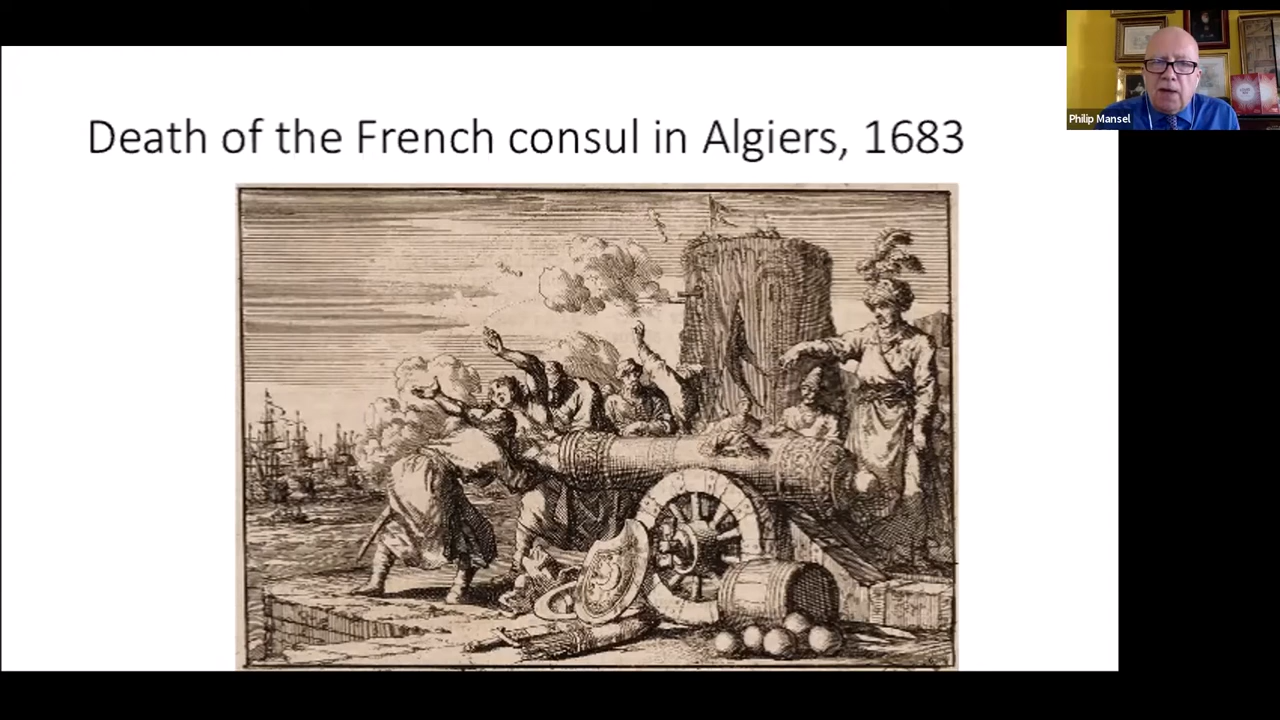 Death of the French consul in Algiers, 1683
Philip Mansel